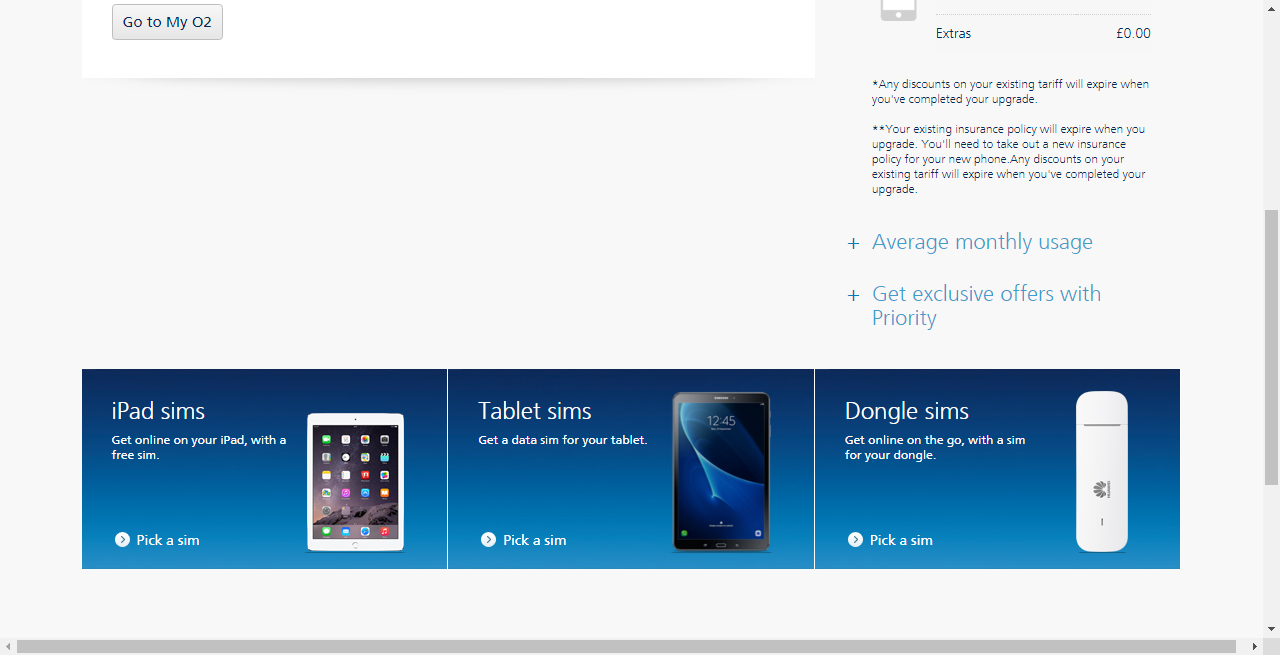 Go to My O2
Extras £0.00
*Any discounts on your existing tariff will expire when
you've completed your upgrade.
**Your existing insurance policy will expire when you
upgrade. You'll need to take out a new insurance
policy for your new phone.Any discounts on your
existing tariff will expire when you've completed your
upgrade.
+ Average monthly usage
+ Get exclusive offers with
Priority
iPad sims
Get online on your iPad, with a
free sim.
Pick a sim
Tablet sims
Get a data sim for your tablet.
SAMSUNG
12:45
Pick a sim
Dongle sims
Get online on the go, with a sim
for your dongle.
HUAWEI
Pick a sim